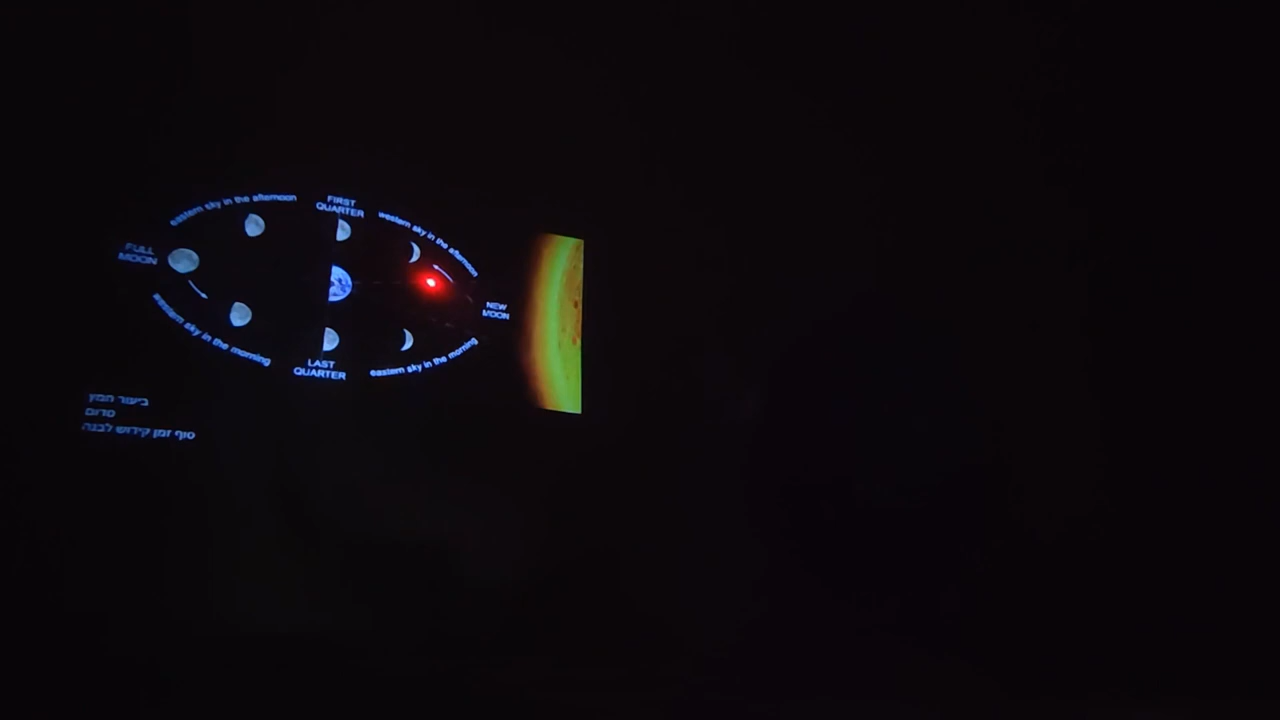 eastern sky in the afternoon
FIRST
QUARTER
western sky in the afternoon
FULL
MOON
NEW
MOON
western sky in the morning
LAST
QUARTER
eastern sky in the morning
ביעור חמץ
סדום
סוף זמן קידוש לבנה